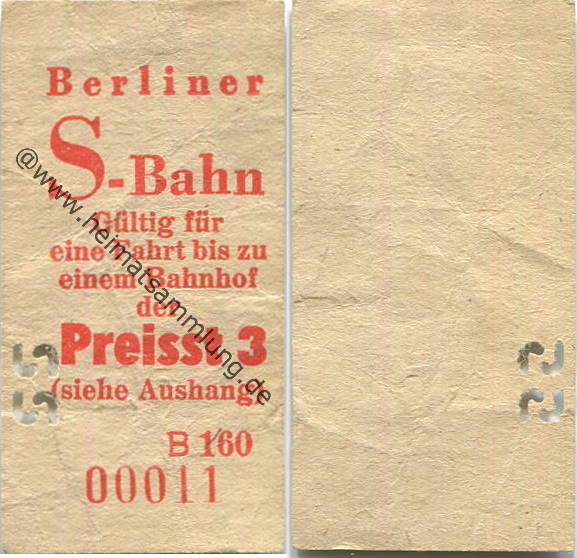 Berliner
S-Bahn
Gültig für
eine Fahrt bis zu
einem Bahnhof
der
Preisst 3
(siehe Aushang)
B 160
00011
55
@www.heimatsammlung.de